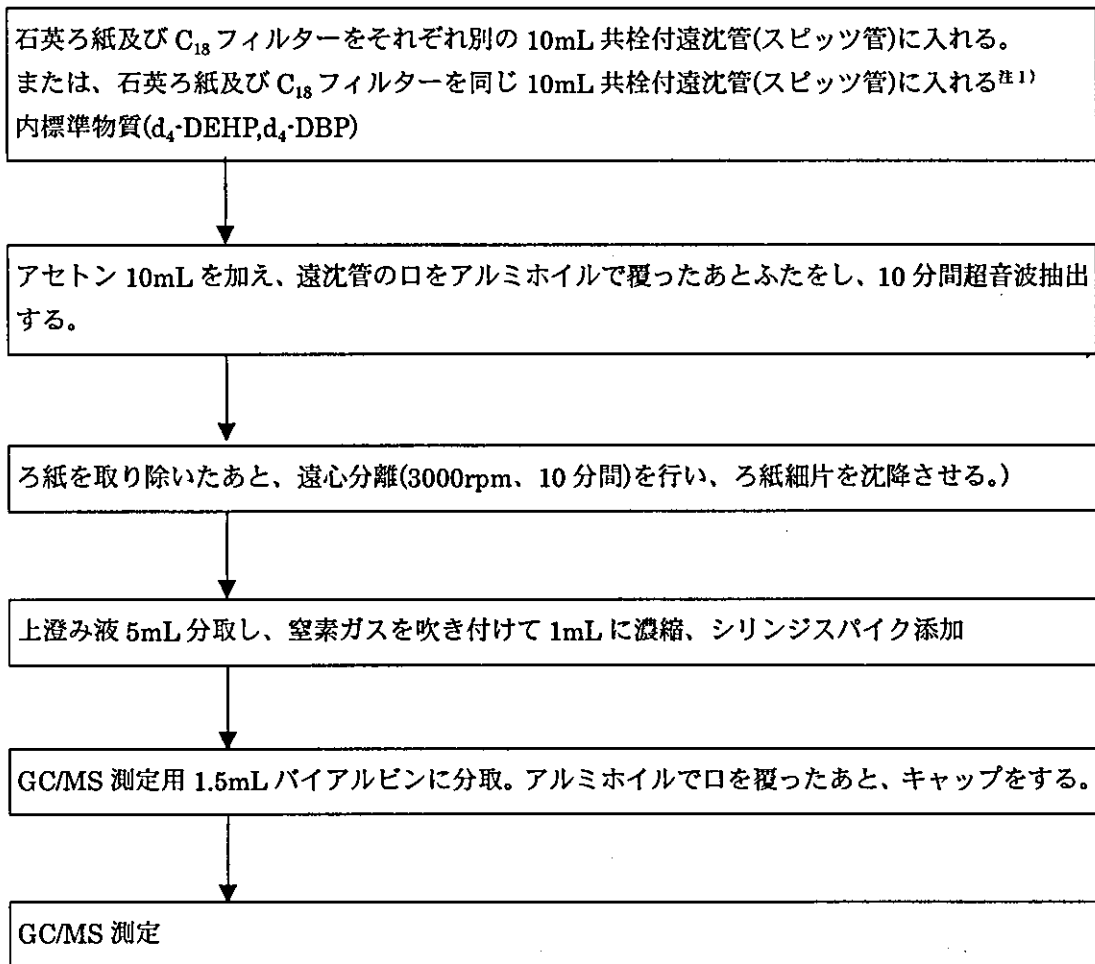 石英ろ紙及び C₁₈ フィルターをそれぞれ別の 10mL 共栓付遠沈管(スピッツ管)に入れる。
または、石英ろ紙及び C₁₈ フィルターを同じ 10mL 共栓付遠沈管(スピッツ管)に入れる注1)
内標準物質(d₄-DEHP,d₄-DBP)
アセトン 10mL を加え、遠沈管の口をアルミホイルで覆ったあとふたをし、10 分間超音波抽出
する。
ろ紙を取り除いたあと、遠心分離(3000rpm、10 分間)を行い、ろ紙細片を沈降させる。)
上澄み液 5mL 分取し、窒素ガスを吹き付けて 1mL に濃縮、シリンジスパイク添加
GC/MS 測定用 1.5mL バイアルビンに分取。アルミホイルで口を覆ったあと、キャップをする。
GC/MS 測定